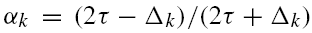 α_k = (2τ − Δ_k)/(2τ + Δ_k)